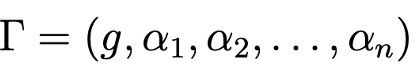 Γ = (g, α₁, α₂, . . . , αₙ)